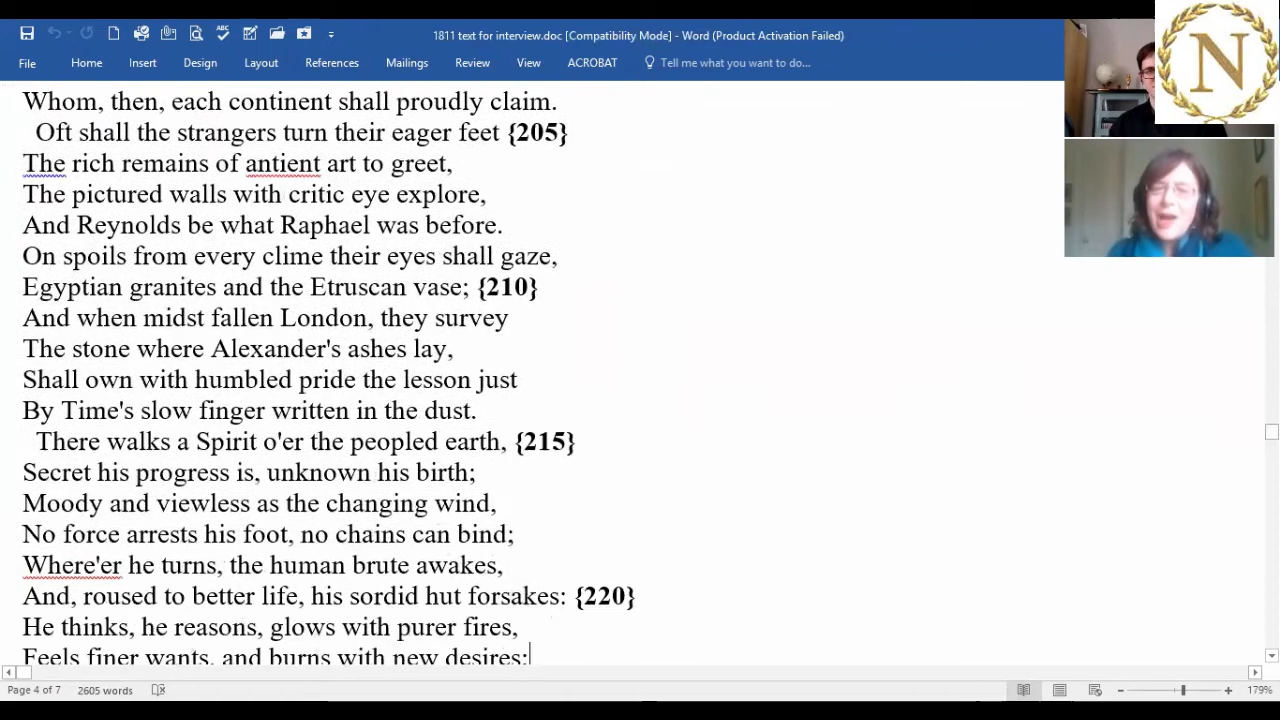 1811 text for interview.doc [Compatibility Mode] - Word (Product Activation Failed)
File Home Insert Design Layout References Mailings Review View ACROBAT Tell me what you want to do...
N
Whom, then, each continent shall proudly claim.
Oft shall the strangers turn their eager feet {205}
The rich remains of antient art to greet,
The pictured walls with critic eye explore,
And Reynolds be what Raphael was before.
On spoils from every clime their eyes shall gaze,
Egyptian granites and the Etruscan vase; {210}
And when midst fallen London, they survey
The stone where Alexander's ashes lay,
Shall own with humbled pride the lesson just
By Time's slow finger written in the dust.
There walks a Spirit o'er the peopled earth, {215}
Secret his progress is, unknown his birth;
Moody and viewless as the changing wind,
No force arrests his foot, no chains can bind;
Where'er he turns, the human brute awakes,
And, roused to better life, his sordid hut forsakes: {220}
He thinks, he reasons, glows with purer fires,
Feels finer wants, and burns with new desires:
Page 4 of 7 2605 words 179%